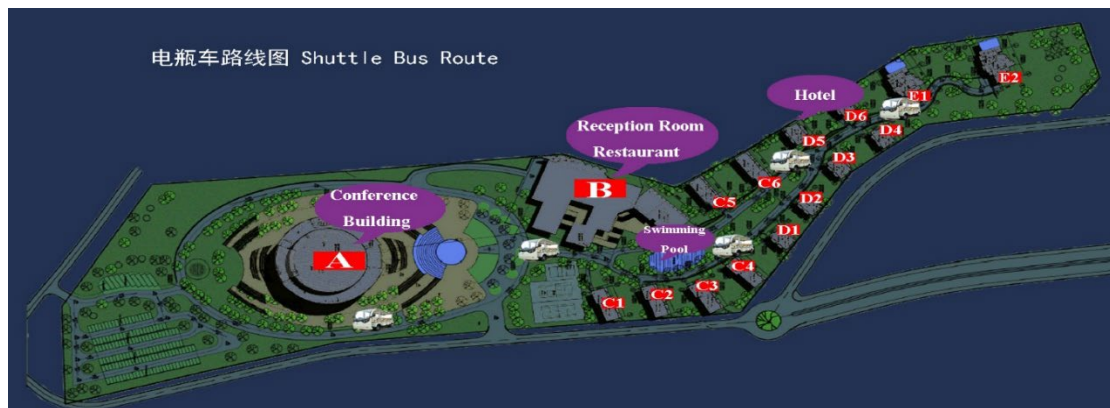 电瓶车路线图 Shuttle Bus Route
Hotel
E1
E2
D6
D5
D4
D3
Reception Room
Restaurant
B
C6
C5
D2
D1
Conference
Building
A
Swimming
Pool
C4
C3
C2
C1